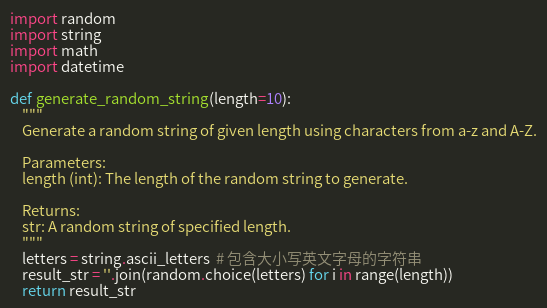 import random
import string
import math
import datetime

def generate_random_string(length=10):
    """
    Generate a random string of given length using characters from a-z and A-Z.

    Parameters:
    length (int): The length of the random string to generate.

    Returns:
    str: A random string of specified length.
    """
    letters = string.ascii_letters  # 包含大小写英文字母的字符串
    result_str = ''.join(random.choice(letters) for i in range(length))
    return result_str